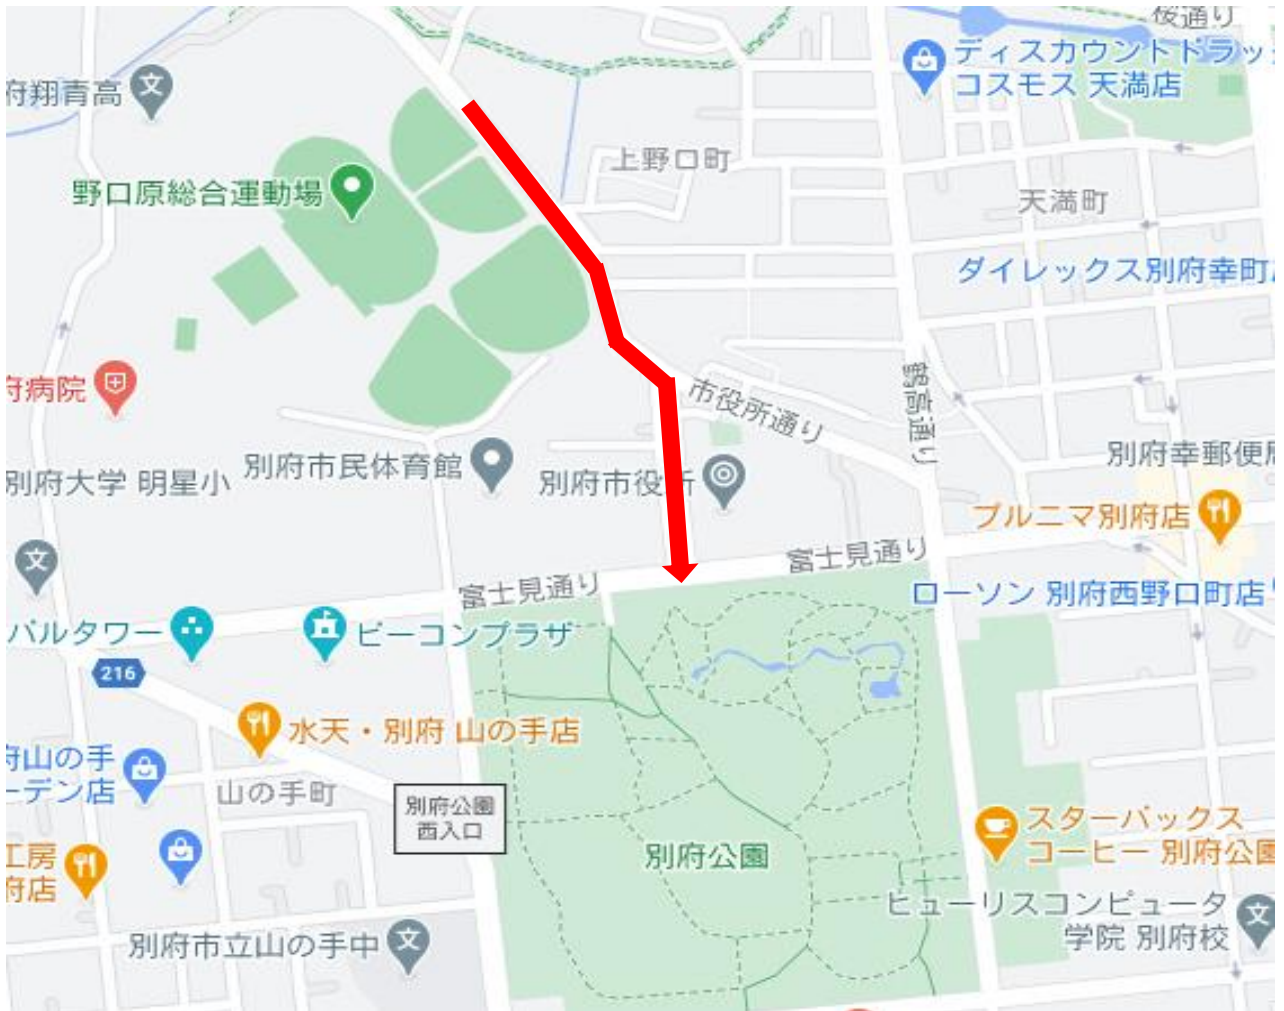 桜通り
ディスカウントドラッ
コスモス 天満店
府翔青高
上野口町
野口原総合運動場
天満町
ダイレックス別府幸町
府病院
市役所通り
鶴高通り
別府市民体育館
別府大学 明星小
別府市役所
別府幸郵便局
プルニマ別府店
富士見通り
富士見通り
ローソン 別府西野口町店
バルタワー
ビーコンプラザ
216
水天・別府 山の手店
府山の手
ーデン店
山の手町
別府公園
西入口
スターバックス
コーヒー 別府公園
工房
府店
別府公園
ヒューリスコンピュータ
学院 別府校
別府市立山の手中
文
文
文
文